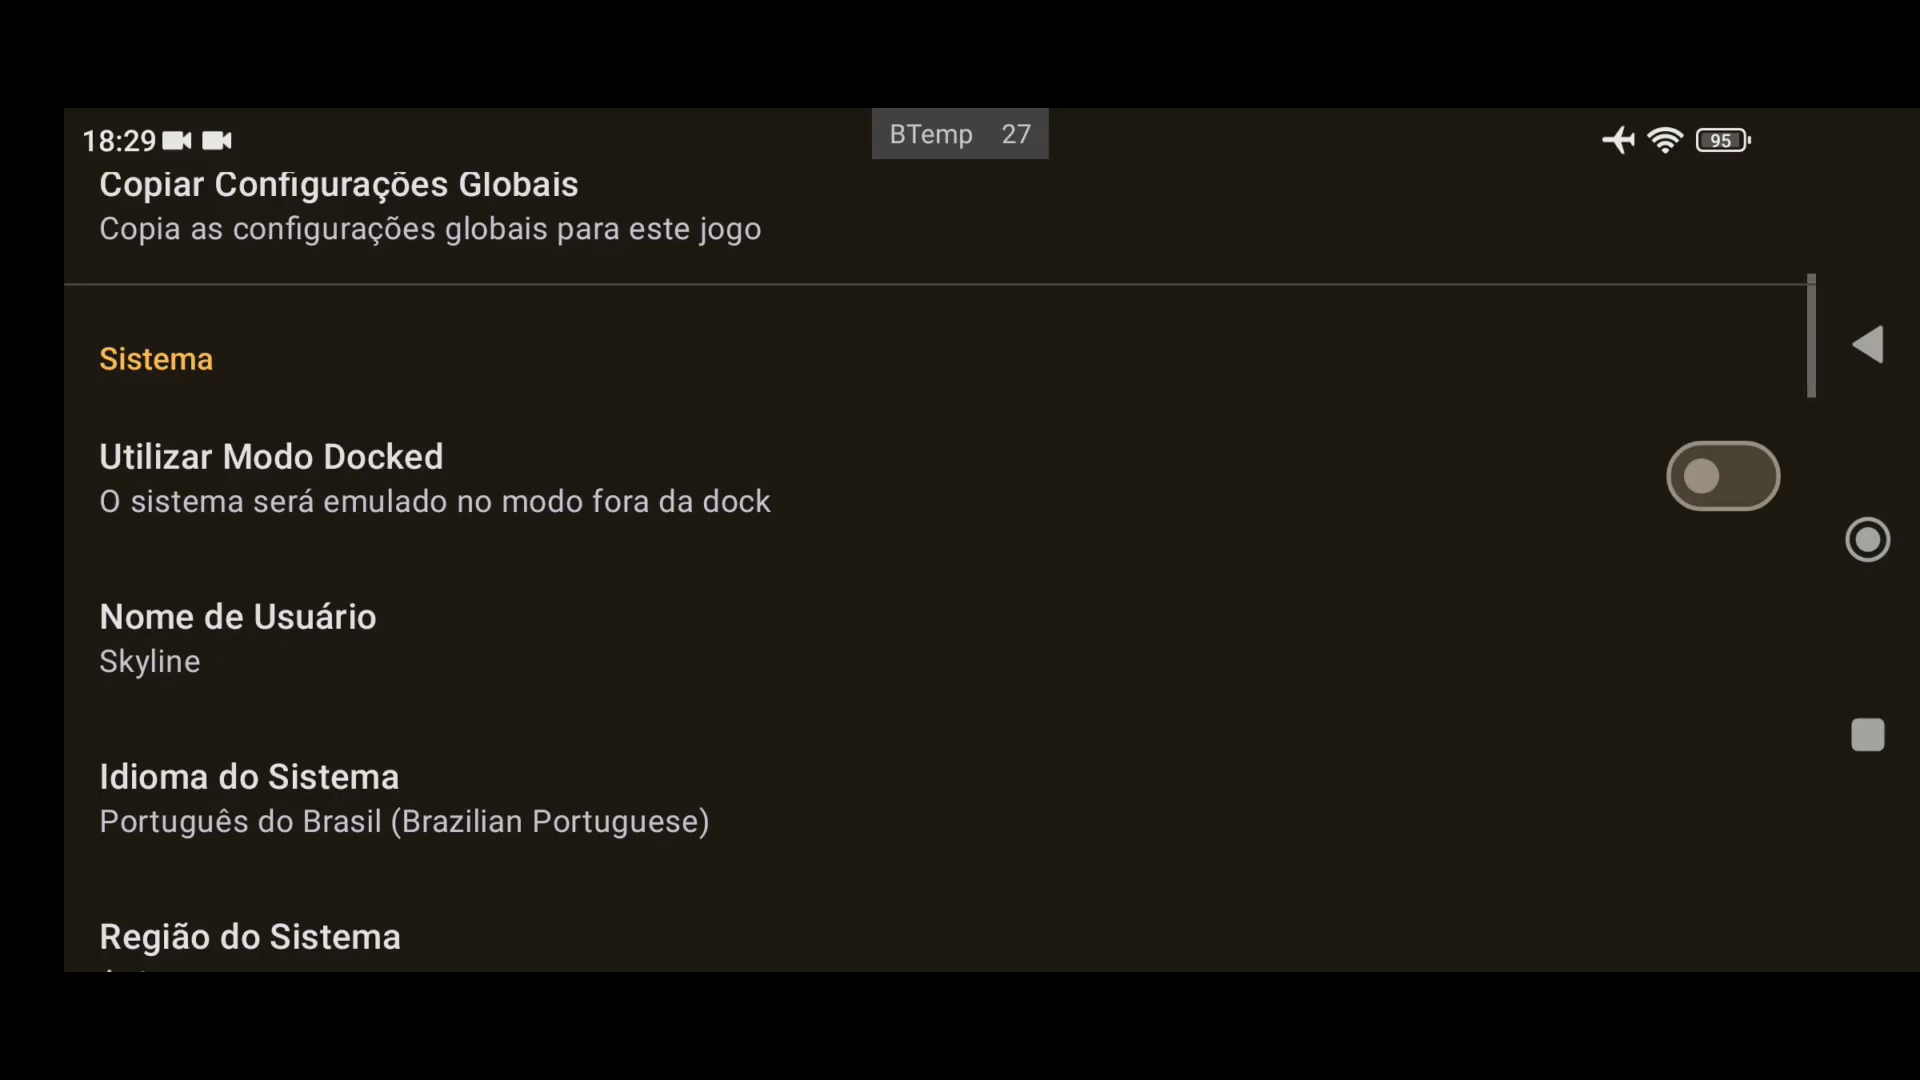 18:29
BTemp 27
95
Copiar Configurações Globais
Copia as configurações globais para este jogo
Sistema
Utilizar Modo Docked
O sistema será emulado no modo fora da dock
Nome de Usuário
Skyline
Idioma do Sistema
Português do Brasil (Brazilian Portuguese)
Região do Sistema